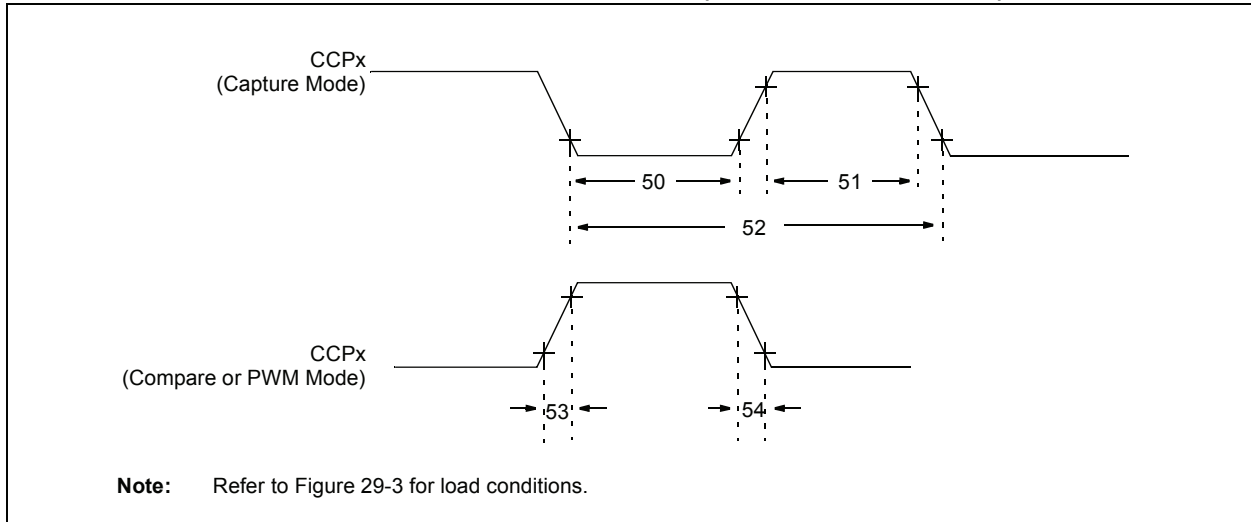 CCPx
(Capture Mode)
50
51
52
CCPx
(Compare or PWM Mode)
53
54
Note: Refer to Figure 29-3 for load conditions.